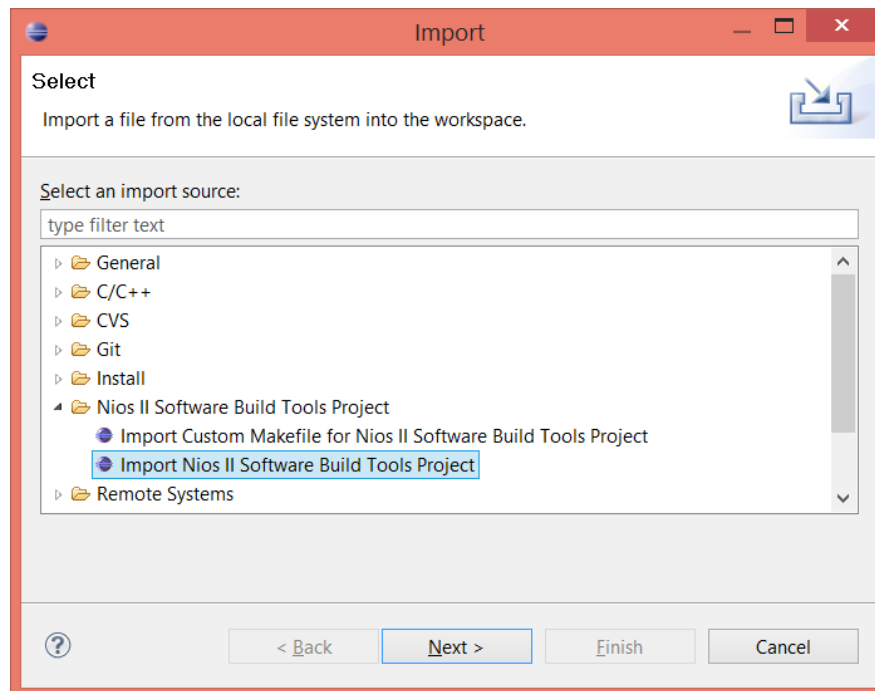 Import
Select
Import a file from the local file system into the workspace.
Select an import source:
type filter text
General
C/C++
CVS
Git
Install
Nios II Software Build Tools Project
Import Custom Makefile for Nios II Software Build Tools Project
Import Nios II Software Build Tools Project
Remote Systems
? < Back Next > Finish Cancel